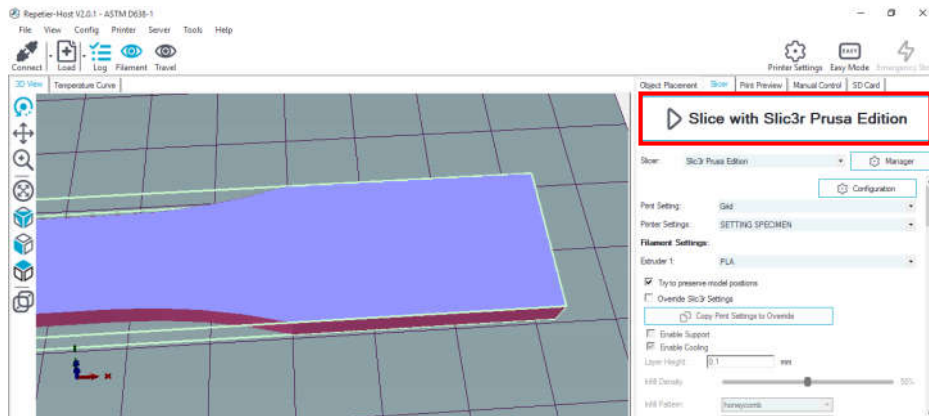 Repetier-Host V2.0.1 - ASTM D638-1
File View Config Printer Server Tools Help
Connect Load Log Filament Travel Printer Settings Easy Mode Emergency
3D View Temperature Curve Object Placement Slicer Print Preview Manual Control SD Card
EASY
Slice with Slic3r Prusa Edition
Slicer: Slic3r Prusa Edition Manager
Configuration
Print Setting: Grid
Printer Settings: SETTING SPECIMEN
Filament Settings:
Extruder 1: PLA
Try to preserve model positions
Override Slic3r Settings
Copy Print Settings to Override
Enable Support
Enable Cooling
Layer Height: 0.1 mm
Infill Density 50%
Infill Pattern: honeycomb